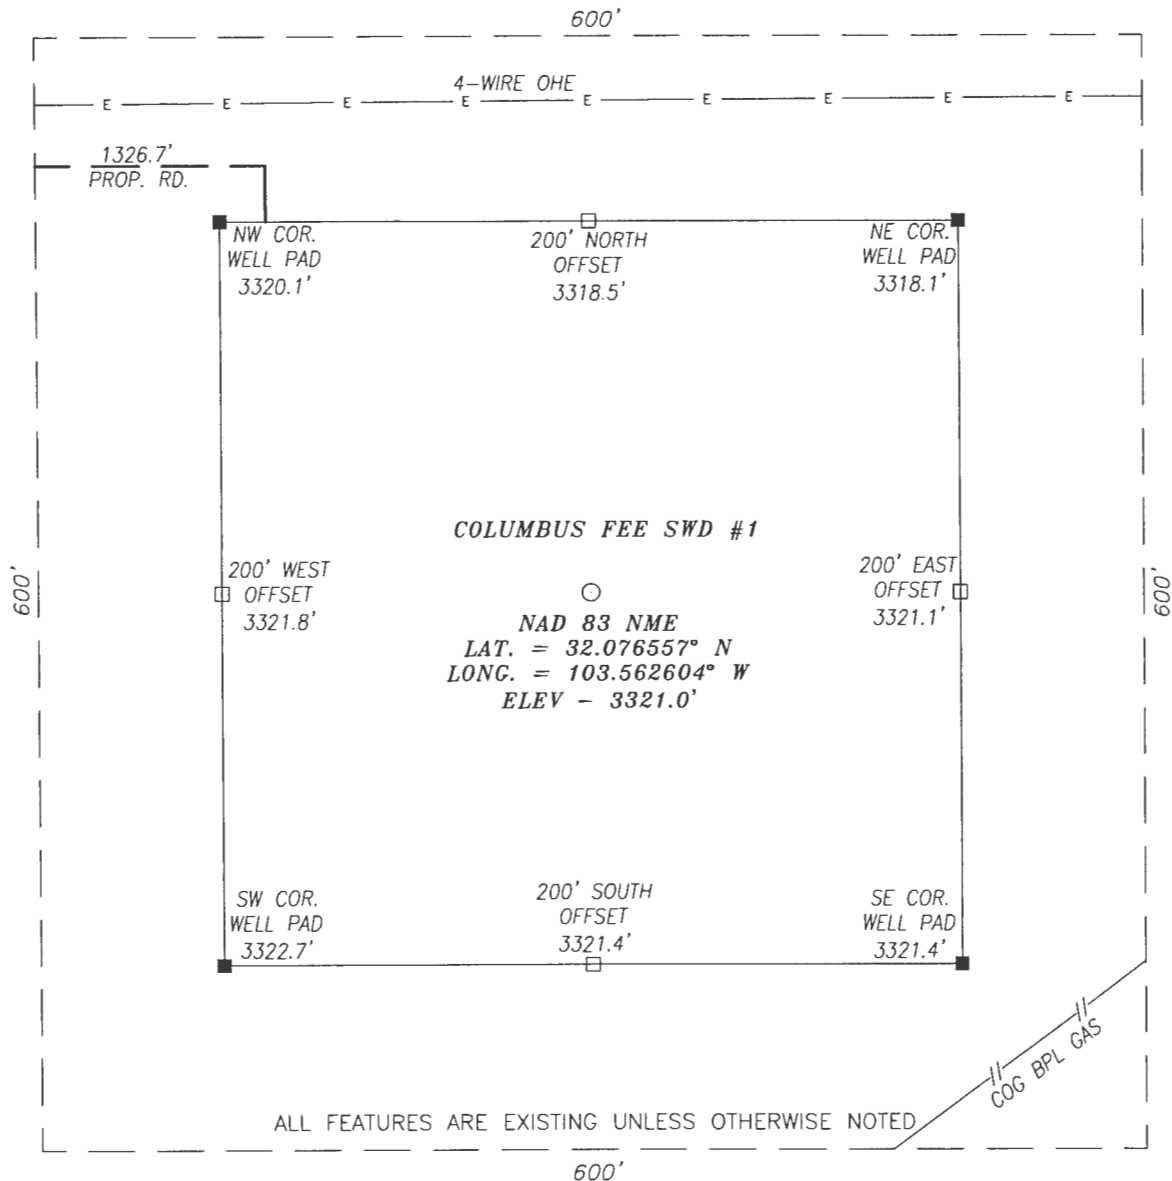 600'
4-WIRE OHE
E E E E E E E E E
1326.7'
PROP. RD.
NW COR.
WELL PAD
3320.1'
200' NORTH
OFFSET
3318.5'
NE COR.
WELL PAD
3318.1'
COLUMBUS FEE SWD #1
600'
200' WEST
OFFSET
3321.8'
200' EAST
OFFSET
3321.1'
600'
NAD 83 NME
LAT. = 32.076557° N
LONG. = 103.562604° W
ELEV - 3321.0'
SW COR.
WELL PAD
3322.7'
200' SOUTH
OFFSET
3321.4'
SE COR.
WELL PAD
3321.4'
COG BPL GAS
ALL FEATURES ARE EXISTING UNLESS OTHERWISE NOTED
600'